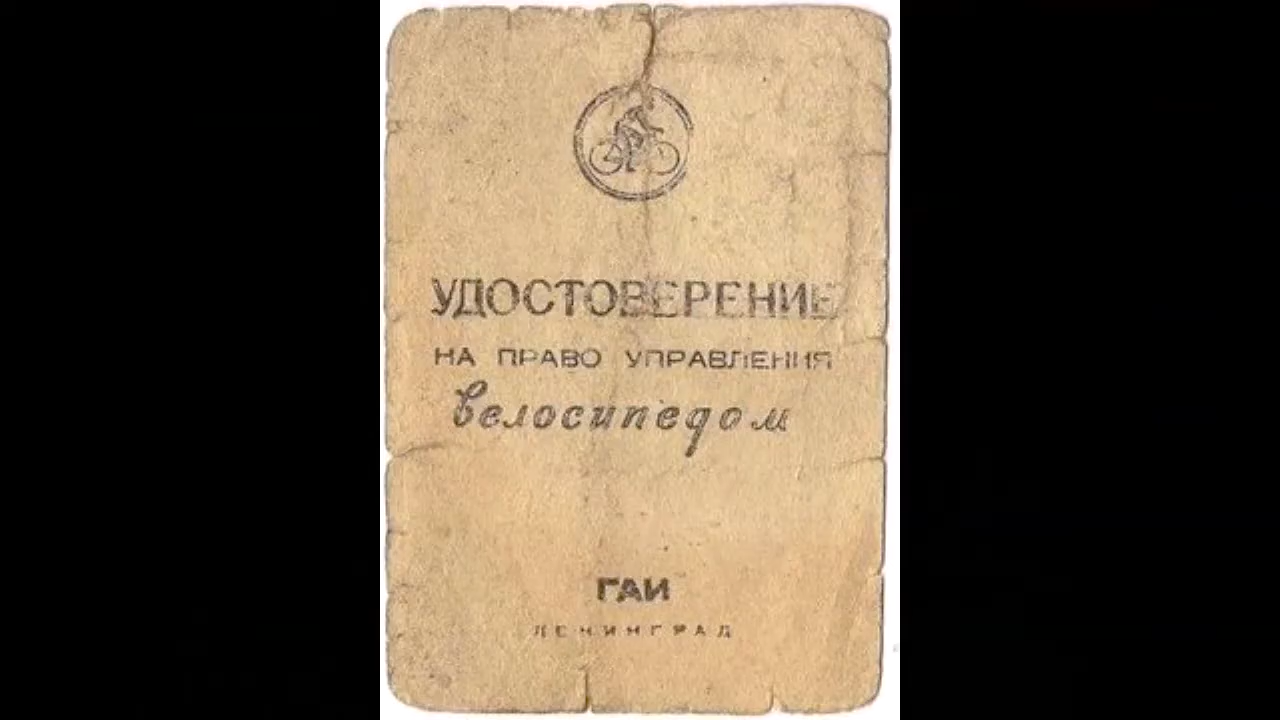 УДОСТОВЕРЕНИЕ
НА ПРАВО УПРАВЛЕНИЯ
велосипедом
ГАИ
ЛЕНИНГРАД